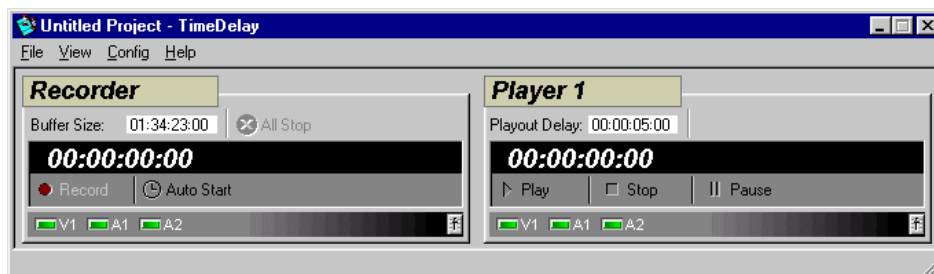 Untitled Project - TimeDelay
File View Config Help
Recorder
Buffer Size: 01:34:23:00 All Stop
00:00:00:00
Record Auto Start
V1 A1 A2
Player 1
Playout Delay: 00:00:05:00
00:00:00:00
Play Stop Pause
V1 A1 A2